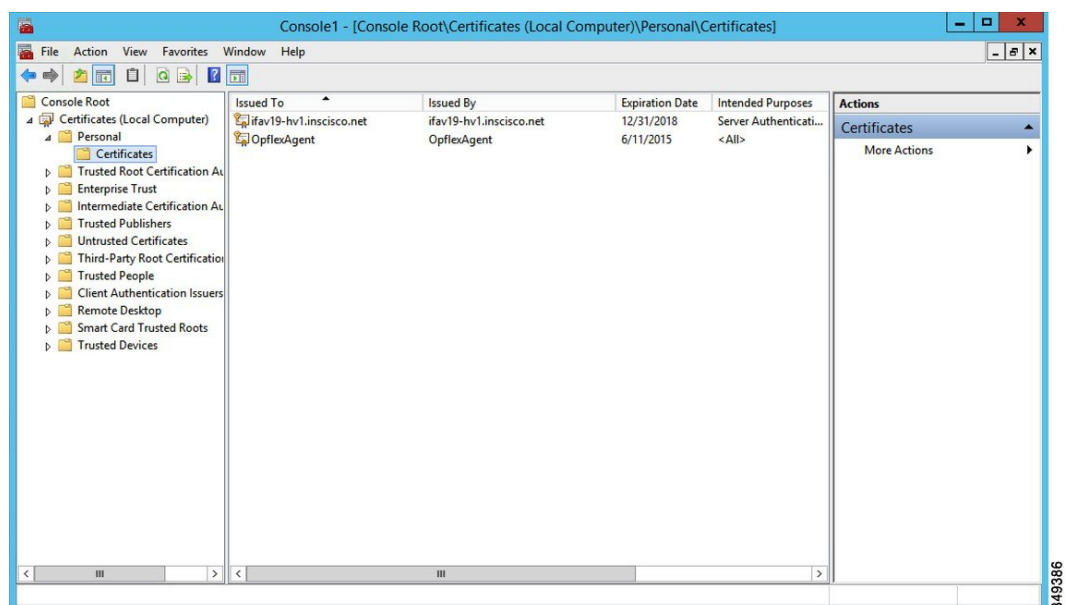 Console1 - [Console Root\Certificates (Local Computer)\Personal\Certificates]
File Action View Favorites Window Help
Console Root
Certificates (Local Computer)
Personal
Certificates
Trusted Root Certification Au
Enterprise Trust
Intermediate Certification Au
Trusted Publishers
Untrusted Certificates
Third-Party Root Certification
Trusted People
Client Authentication Issuers
Remote Desktop
Smart Card Trusted Roots
Trusted Devices
Issued To Issued By Expiration Date Intended Purposes
ifav19-hv1.inscisco.net ifav19-hv1.inscisco.net 12/31/2018 Server Authenticati...
OpflexAgent OpflexAgent 6/11/2015 <All>
Actions
Certificates
More Actions
349386